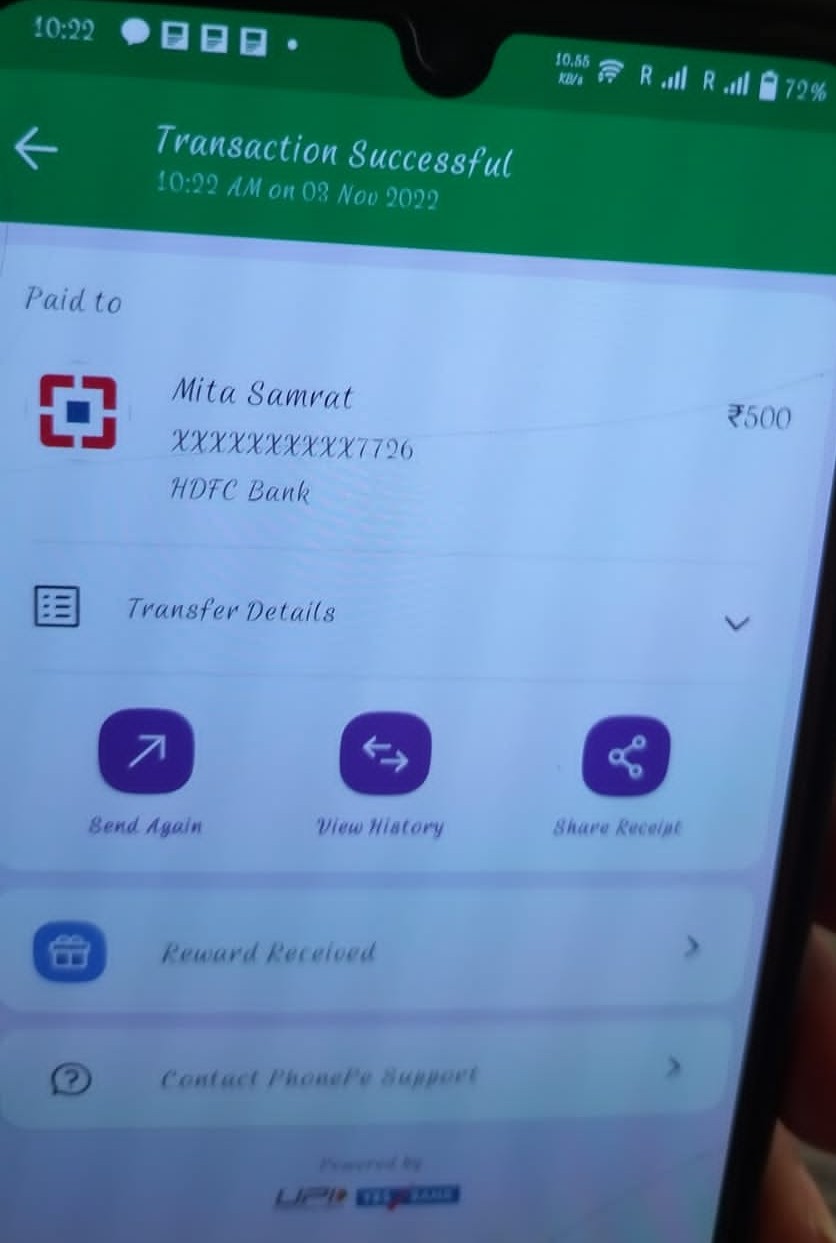 10:22
10.55 KB/s R R 72%
Transaction Successful
10:22 AM on 03 Nov 2022
Paid to
Mita Samrat
₹500
XXXXXXXXXX7726
HDFC Bank
Transfer Details
Send Again
View History
Share Receipt
Reward Received
Contact PhonePe Support
Powered by
UPI YES BANK